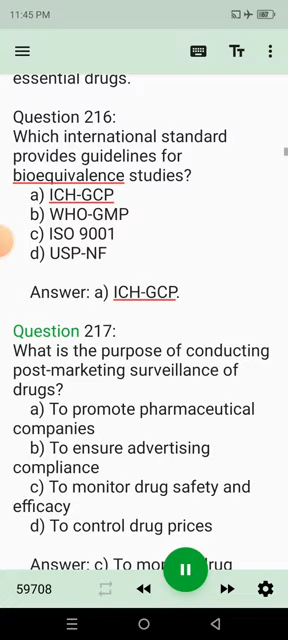 11:45 PM
67
essential drugs.
Question 216:
Which international standard
provides guidelines for
bioequivalence studies?
a) ICH-GCP
b) WHO-GMP
c) ISO 9001
d) USP-NF
Answer: a) ICH-GCP.
Question 217:
What is the purpose of conducting
post-marketing surveillance of
drugs?
a) To promote pharmaceutical
companies
b) To ensure advertising
compliance
c) To monitor drug safety and
efficacy
d) To control drug prices
Answer: c) To drug
59708